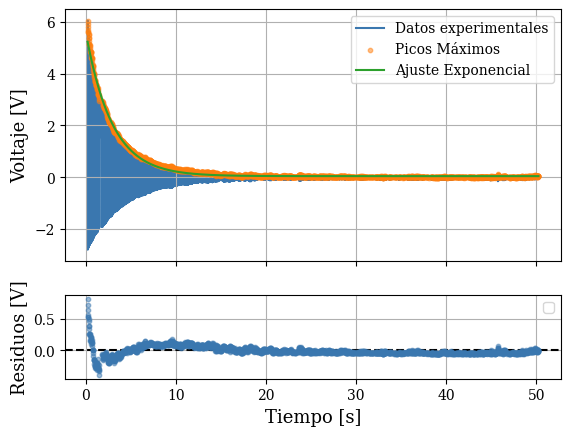 6
4
2
0
−2
Voltaje [V]
Datos experimentales
Picos Máximos
Ajuste Exponencial
0.5
0.0
Residuos [V]
0 10 20 30 40 50
Tiempo [s]